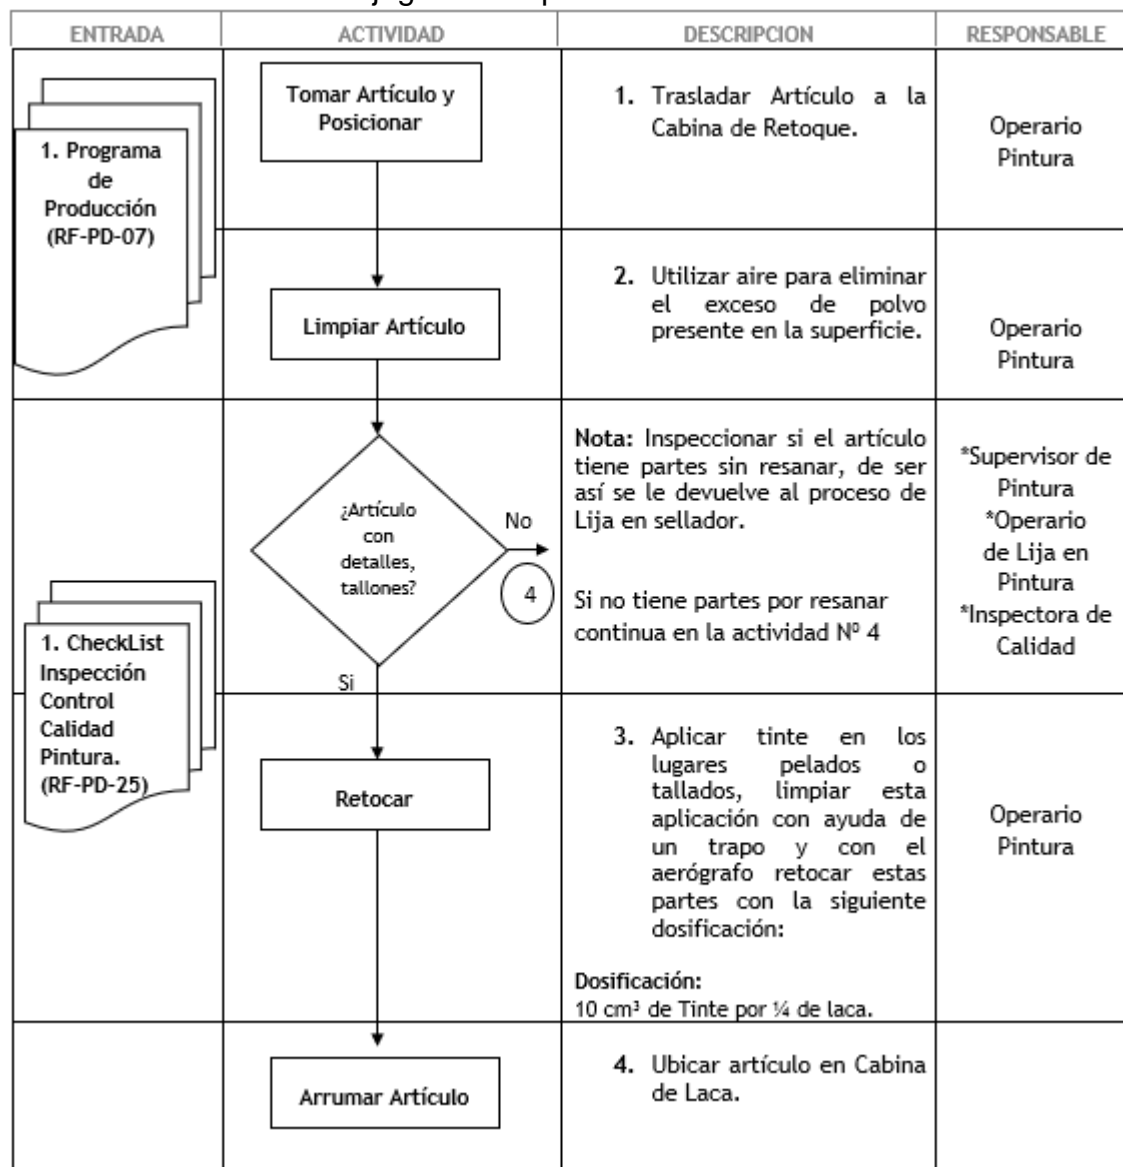 ENTRADA
ACTIVIDAD
DESCRIPCION
RESPONSABLE
1. Programa
de
Producción
(RF-PD-07)
Tomar Artículo y
Posicionar
1. Trasladar Artículo a la
Cabina de Retoque.
Operario
Pintura
Limpiar Artículo
2. Utilizar aire para eliminar
el exceso de polvo
presente en la superficie.
Operario
Pintura
1. CheckList
Inspección
Control
Calidad
Pintura.
(RF-PD-25)
¿Artículo
con
detalles,
tallones?
No
4
Si
Nota: Inspeccionar si el artículo
tiene partes sin resanar, de ser
así se le devuelve al proceso de
Lija en sellador.
Si no tiene partes por resanar
continua en la actividad Nº 4
*Supervisor de
Pintura
*Operario
de Lija en
Pintura
*Inspectora de
Calidad
Retocar
3. Aplicar tinte en los
lugares pelados o
tallados, limpiar esta
aplicación con ayuda de
un trapo y con el
aerógrafo retocar estas
partes con la siguiente
dosificación:
Dosificación:
10 cm³ de Tinte por ¼ de laca.
Operario
Pintura
Arrumar Artículo
4. Ubicar artículo en Cabina
de Laca.